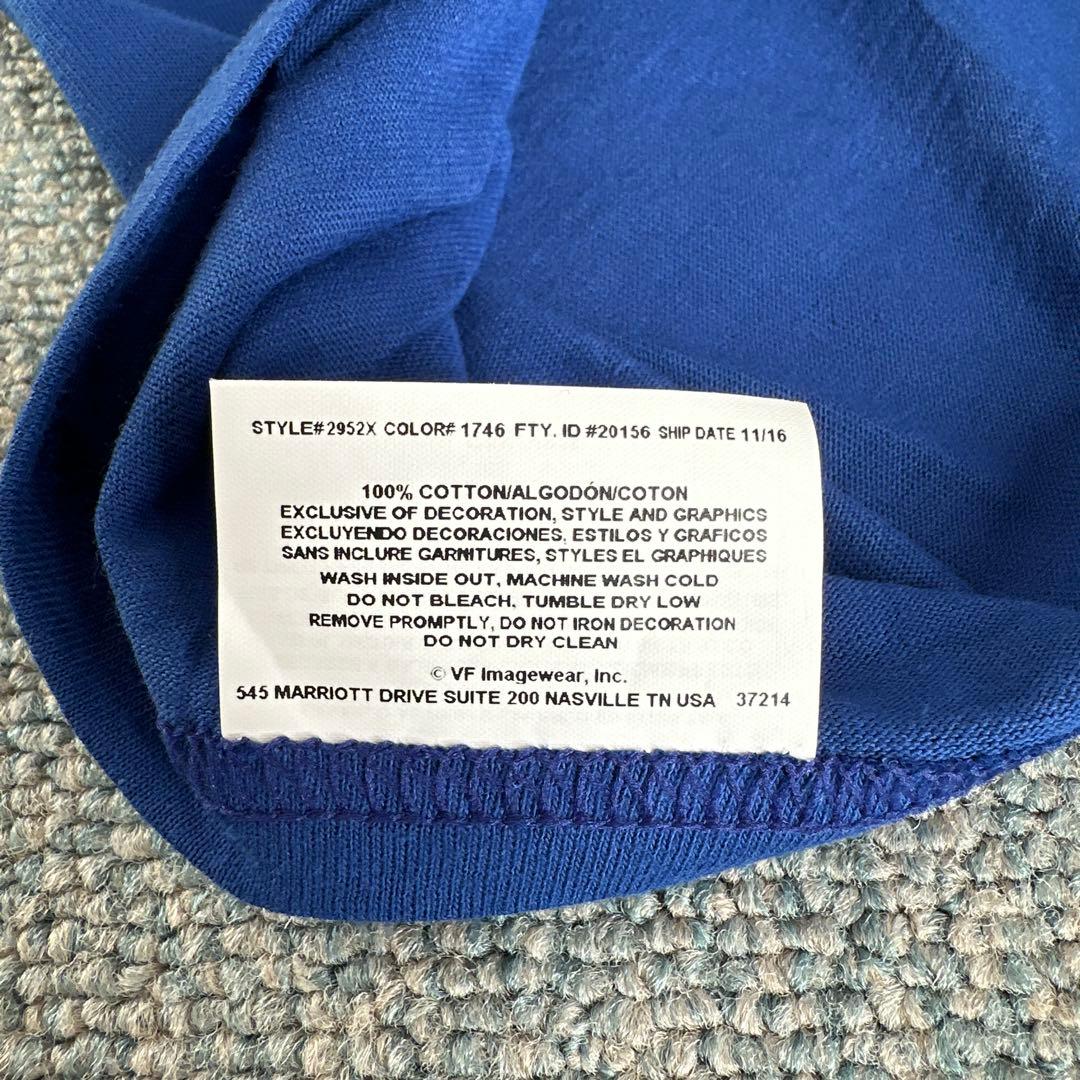 STYLE#2952X COLOR# 1746 FTY. ID #20156 SHIP DATE 11/16
100% COTTON/ALGODÓN/COTON
EXCLUSIVE OF DECORATION, STYLE AND GRAPHICS
EXCLUYENDO DECORACIONES, ESTILOS Y GRAFICOS
SANS INCLURE GARNITURES, STYLES EL GRAPHIQUES
WASH INSIDE OUT, MACHINE WASH COLD
DO NOT BLEACH, TUMBLE DRY LOW
REMOVE PROMPTLY, DO NOT IRON DECORATION
DO NOT DRY CLEAN
© VF Imagewear, Inc.
545 MARRIOTT DRIVE SUITE 200 NASVILLE TN USA 37214